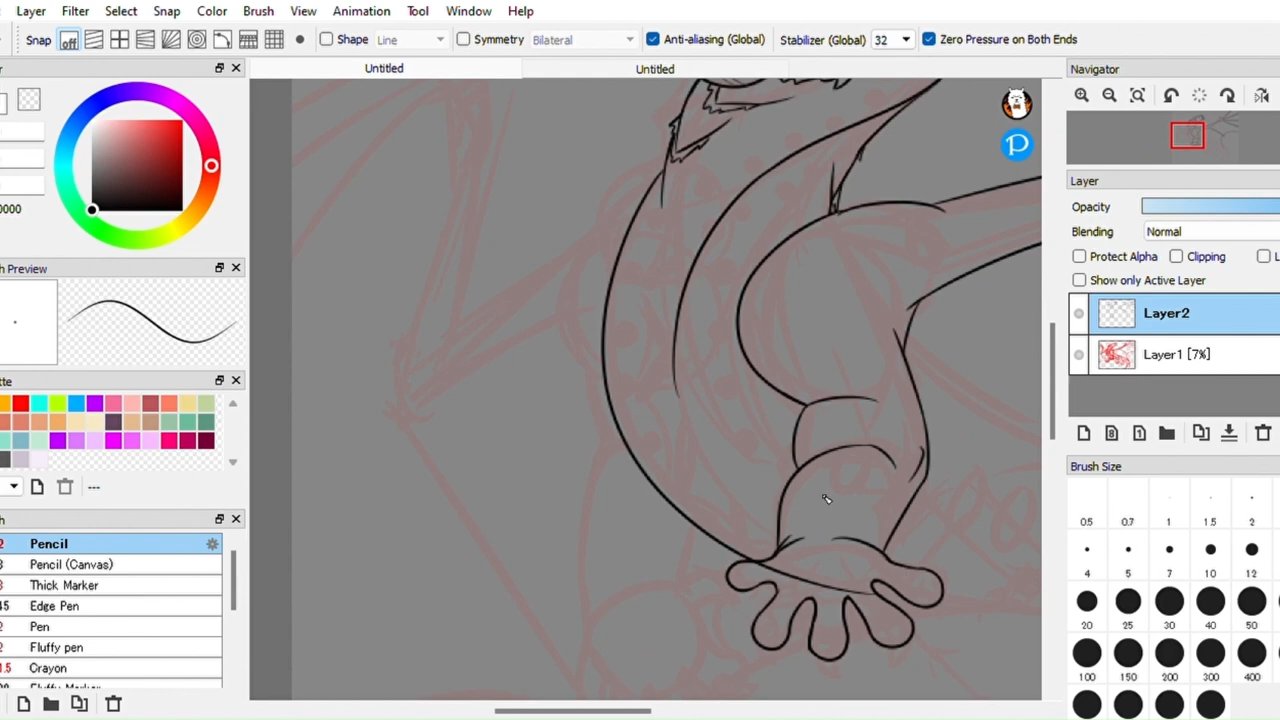 Layer Filter Select Snap Color Brush View Animation Tool Window Help
Snap off Shape Line Symmetry Bilateral Anti-aliasing (Global) Stabilizer (Global) 32 Zero Pressure on Both Ends
Untitled Untitled
Navigator
Layer
Opacity
Blending Normal
Protect Alpha Clipping
Show only Active Layer
Layer2
Layer1 [7%]
Brush Size
0.5 0.7 1 1.5 2
4 5 7 10 12
20 25 30 40 50
100 150 200 300 400
0000
Preview
---
Pencil
Pencil (Canvas)
Thick Marker
45 Edge Pen
2 Pen
2 Fluffy pen
1.5 Crayon
Fluffy Marker
P